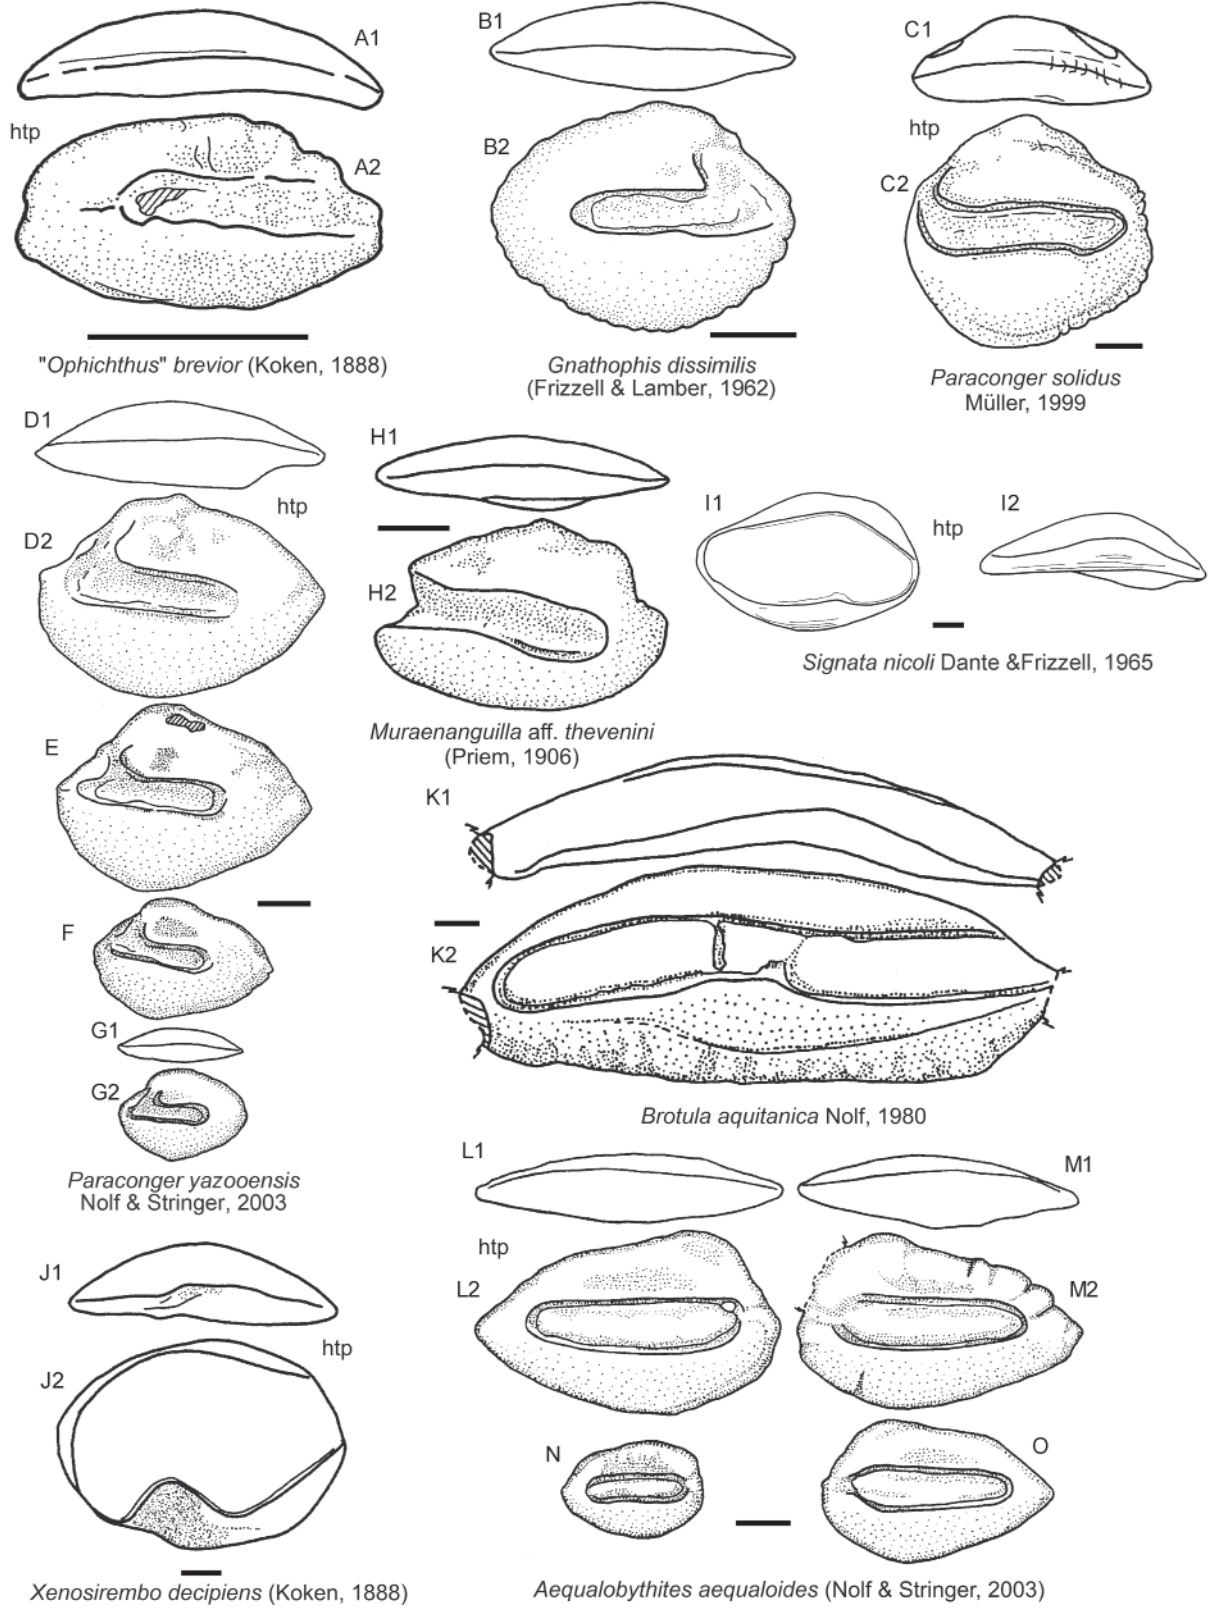 A1
htp
A2
"Ophichthus" brevior (Koken, 1888)
B1
B2
Gnathophis dissimilis
(Frizzell & Lamber, 1962)
C1
htp
C2
Paraconger solidus
Müller, 1999
D1
htp
D2
E
F
G1
G2
Paraconger yazooensis
Nolf & Stringer, 2003
H1
H2
Muraenanguilla aff. thevenini
(Priem, 1906)
I1
htp
I2
Signata nicoli Dante &Frizzell, 1965
K1
K2
Brotula aquitanica Nolf, 1980
J1
htp
J2
Xenosirembo decipiens (Koken, 1888)
L1
M1
htp
L2
M2
N
O
Aequalobythites aequaloides (Nolf & Stringer, 2003)